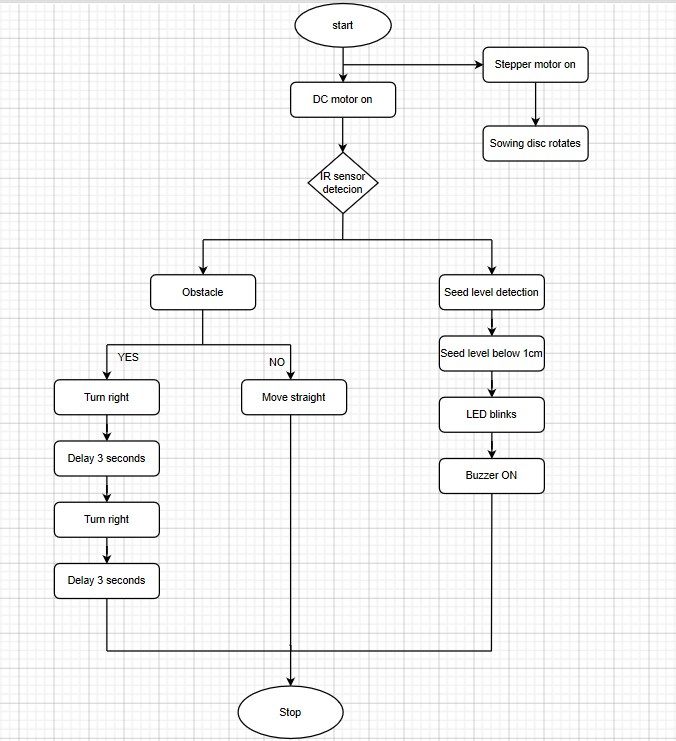 start
Stepper motor on
DC motor on
Sowing disc rotates
IR sensor
detecion
Obstacle
Seed level detection
YES
NO
Seed level below 1cm
Turn right
Move straight
LED blinks
Delay 3 seconds
Buzzer ON
Turn right
Delay 3 seconds
Stop